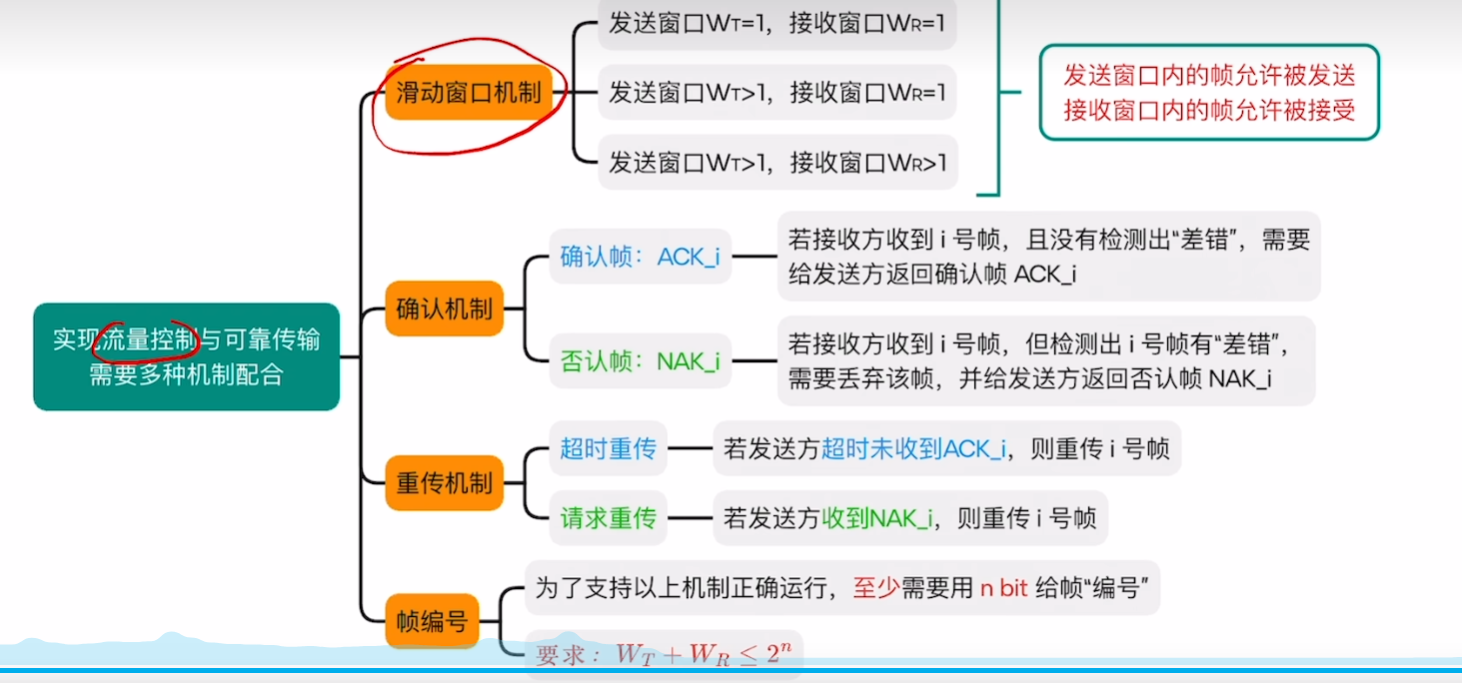 发送窗口WT=1，接收窗口WR=1
滑动窗口机制
发送窗口WT>1，接收窗口WR=1
发送窗口WT>1，接收窗口WR>1
发送窗口内的帧允许被发送
接收窗口内的帧允许被接受
实现流量控制与可靠传输
需要多种机制配合
确认机制
确认帧：ACK_i
若接收方收到 i 号帧，且没有检测出“差错”，需要
给发送方返回确认帧 ACK_i
否认帧：NAK_i
若接收方收到 i 号帧，但检测出 i 号帧有“差错”，
需要丢弃该帧，并给发送方返回否认帧 NAK_i
重传机制
超时重传
若发送方超时未收到ACK_i，则重传 i 号帧
请求重传
若发送方收到NAK_i，则重传 i 号帧
帧编号
为了支持以上机制正确运行，至少需要用 n bit 给帧“编号”
要求：W_T + W_R ≤ 2^n